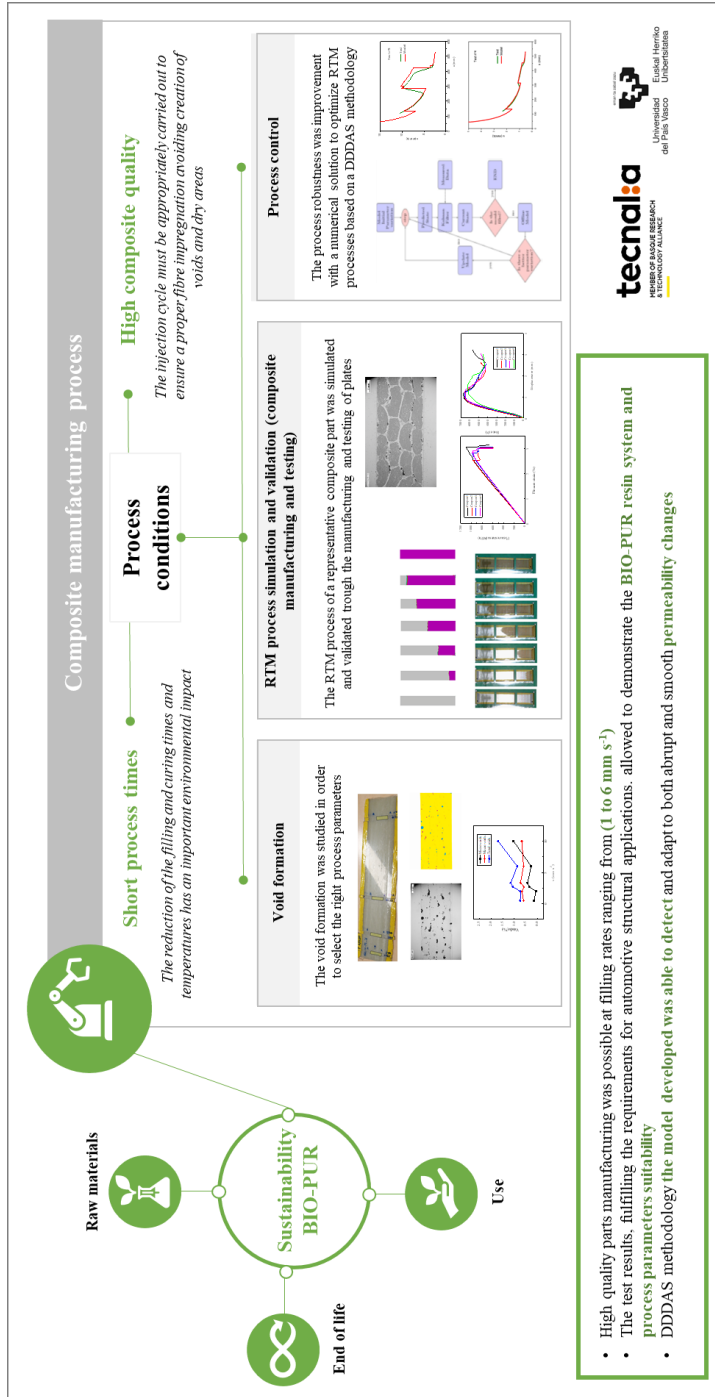 Composite manufacturing process
Raw materials
Sustainability
BIO-PUR
End of life
Use
Short process times
The reduction of the filling and curing times and
temperatures has an important environmental impact
Process
conditions
High composite quality
The injection cycle must be appropriately carried out to
ensure a proper fibre impregnation avoiding creation of
voids and dry areas
Void formation
The void formation was studied in order
to select the right process parameters
RTM process simulation and validation (composite
manufacturing and testing)
The RTM process of a representative composite part was simulated
and validated trough the manufacturing and testing of plates
Process control
The process robustness was improvement
with a numerical solution to optimize RTM
processes based on a DDDAS methodology
• High quality parts manufacturing was possible at filling rates ranging from (1 to 6 mm s⁻¹)
• The test results, fulfilling the requirements for automotive structural applications, allowed to demonstrate the BIO-PUR resin system and
process parameters suitability
• DDDAS methodology the model developed was able to detect and adapt to both abrupt and smooth permeability changes
tecnalia
MEMBER OF BASQUE RESEARCH
& TECHNOLOGY ALLIANCE
Universidad
del País Vasco
Euskal Herriko
Unibertsitatea